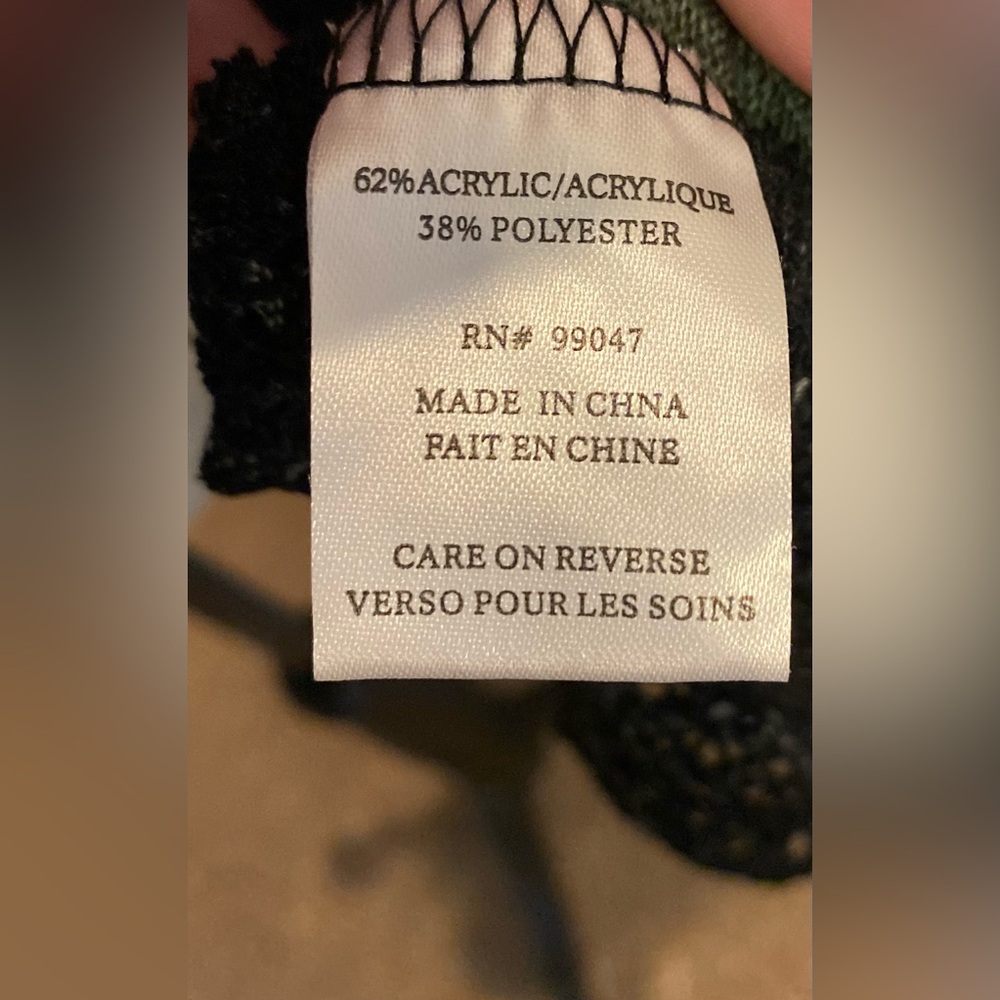 62% ACRYLIC/ACRYLIQUE
38% POLYESTER
RN# 99047
MADE IN CHNA
FAIT EN CHINE
CARE ON REVERSE
VERSO POUR LES SOINS